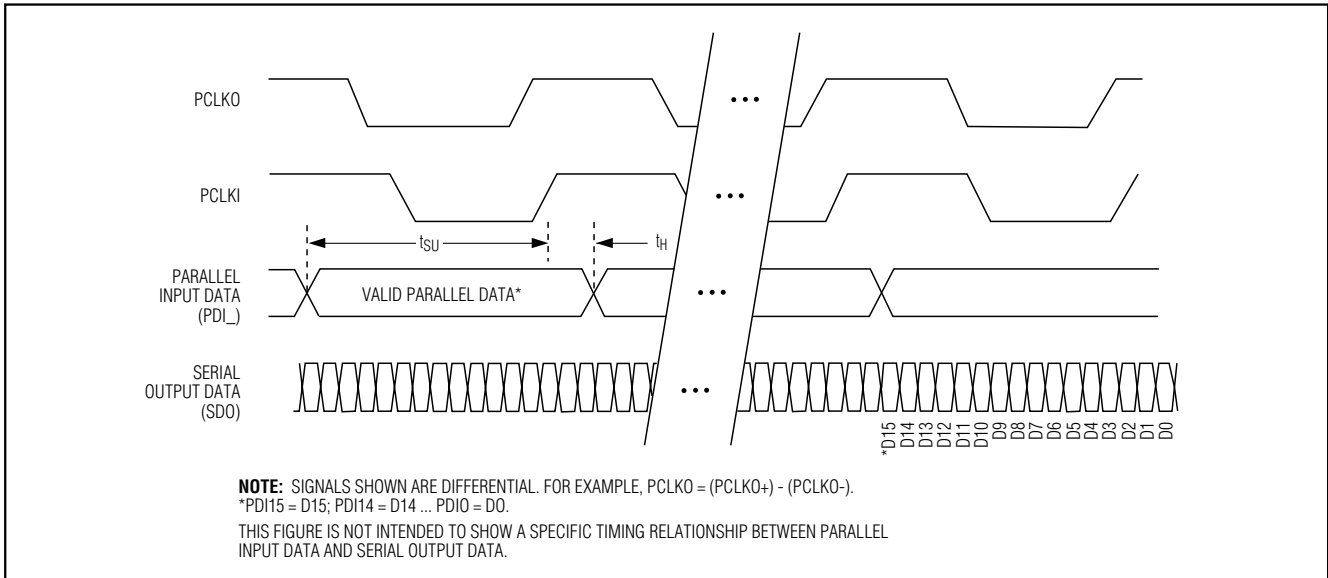 PCLKO
•••
PCLKI
•••
tSU
tH
PARALLEL
INPUT DATA
(PDI_)
VALID PARALLEL DATA*
•••
SERIAL
OUTPUT DATA
(SDO)
•••
*D15
D14
D13
D12
D11
D10
D9
D8
D7
D6
D5
D4
D3
D2
D1
D0
NOTE: SIGNALS SHOWN ARE DIFFERENTIAL. FOR EXAMPLE, PCLKO = (PCLKO+) - (PCLKO-).
*PDI15 = D15; PDI14 = D14 ... PDI0 = D0.
THIS FIGURE IS NOT INTENDED TO SHOW A SPECIFIC TIMING RELATIONSHIP BETWEEN PARALLEL
INPUT DATA AND SERIAL OUTPUT DATA.